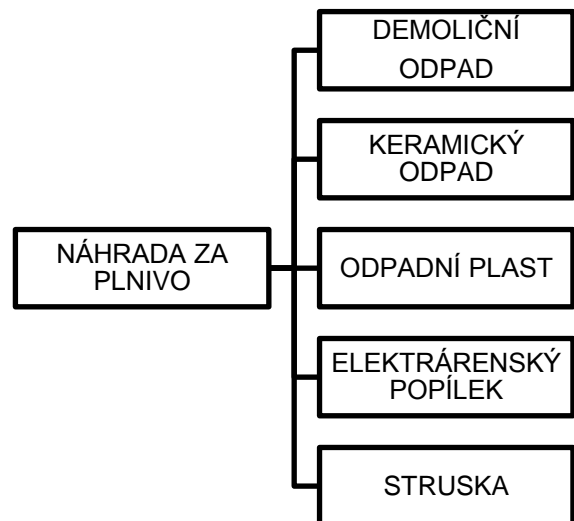 DEMOLIČNÍ
ODPAD
KERAMICKÝ
ODPAD
NÁHRADA ZA
PLNIVO
ODPADNÍ PLAST
ELEKTRÁRENSKÝ
POPÍLEK
STRUSKA